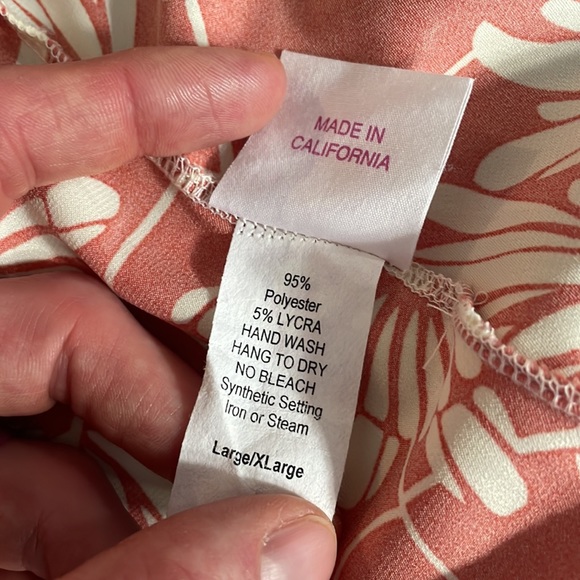 MADE IN
CALIFORNIA
95%
Polyester
5% LYCRA
HAND WASH
HANG TO DRY
NO BLEACH
Synthetic Setting
Iron or Steam
Large/XLarge